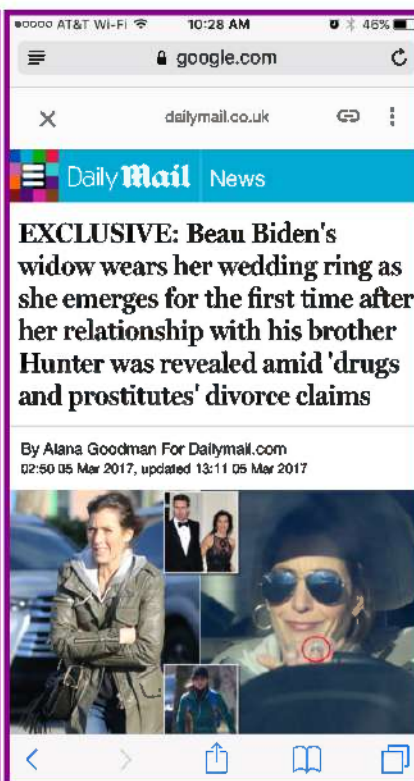 AT&T Wi-Fi 10:28 AM 46%
google.com
dailymail.co.uk
Daily Mail News
EXCLUSIVE: Beau Biden's
widow wears her wedding ring as
she emerges for the first time after
her relationship with his brother
Hunter was revealed amid 'drugs
and prostitutes' divorce claims
By Alana Goodman For Dailymail.com
02:50 05 Mar 2017, updated 13:11 05 Mar 2017